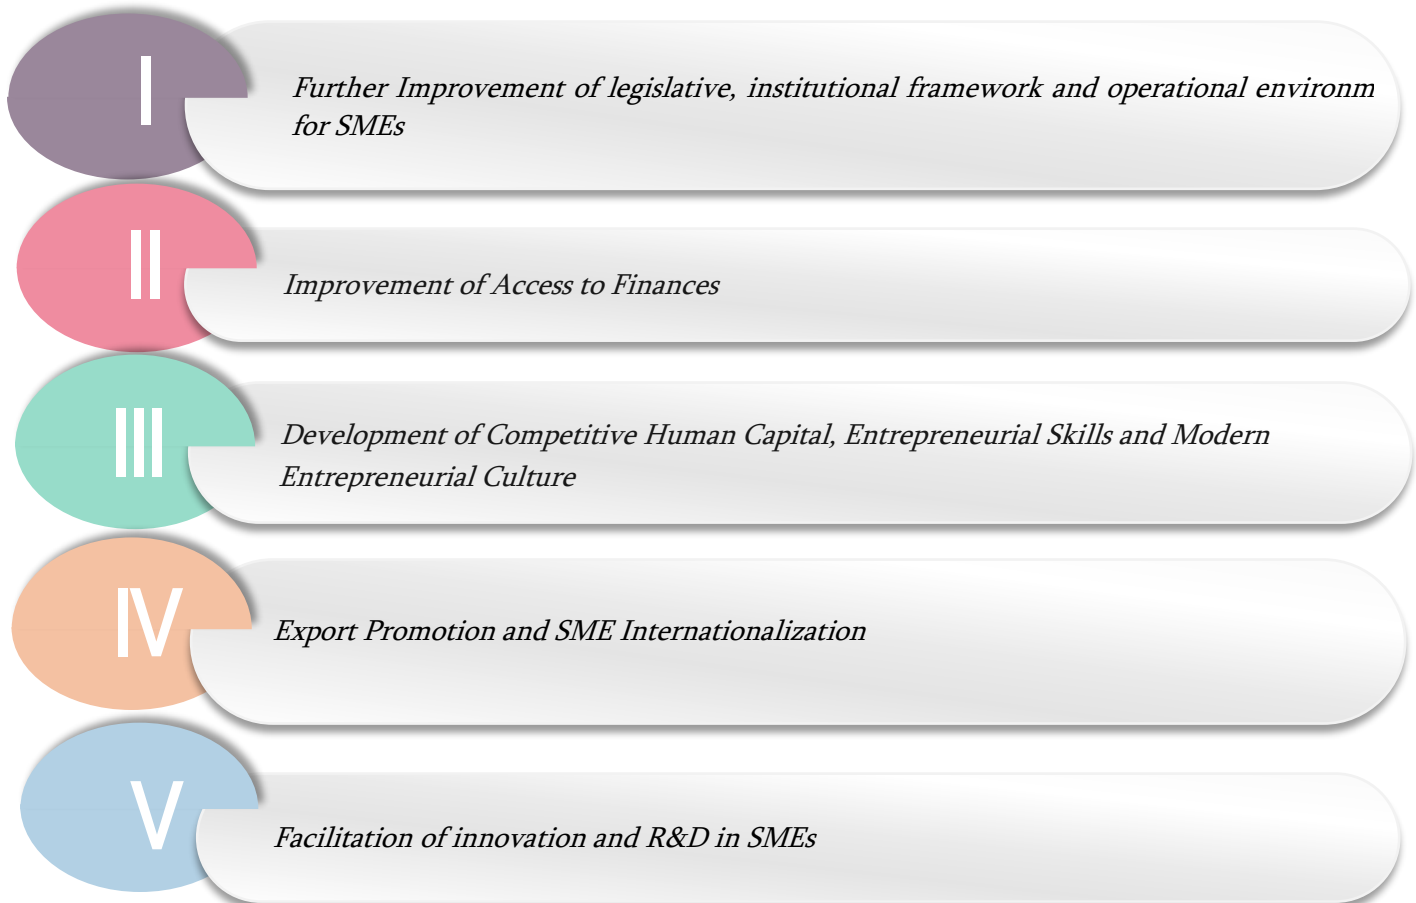 I
Further Improvement of legislative, institutional framework and operational environm
for SMEs
II
Improvement of Access to Finances
III
Development of Competitive Human Capital, Entrepreneurial Skills and Modern
Entrepreneurial Culture
IV
Export Promotion and SME Internationalization
V
Facilitation of innovation and R&D in SMEs